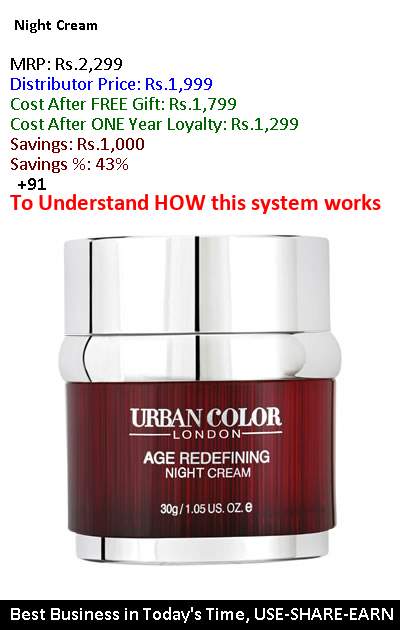 Night Cream
MRP: Rs.2,299
Distributor Price: Rs.1,999
Cost After FREE Gift: Rs.1,799
Cost After ONE Year Loyalty: Rs.1,299
Savings: Rs.1,000
Savings %: 43%
+91
To Understand HOW this system works
URBAN COLOR
LONDON
AGE REDEFINING
NIGHT CREAM
30g / 1.05 US. OZ. e
Best Business in Today's Time, USE-SHARE-EARN